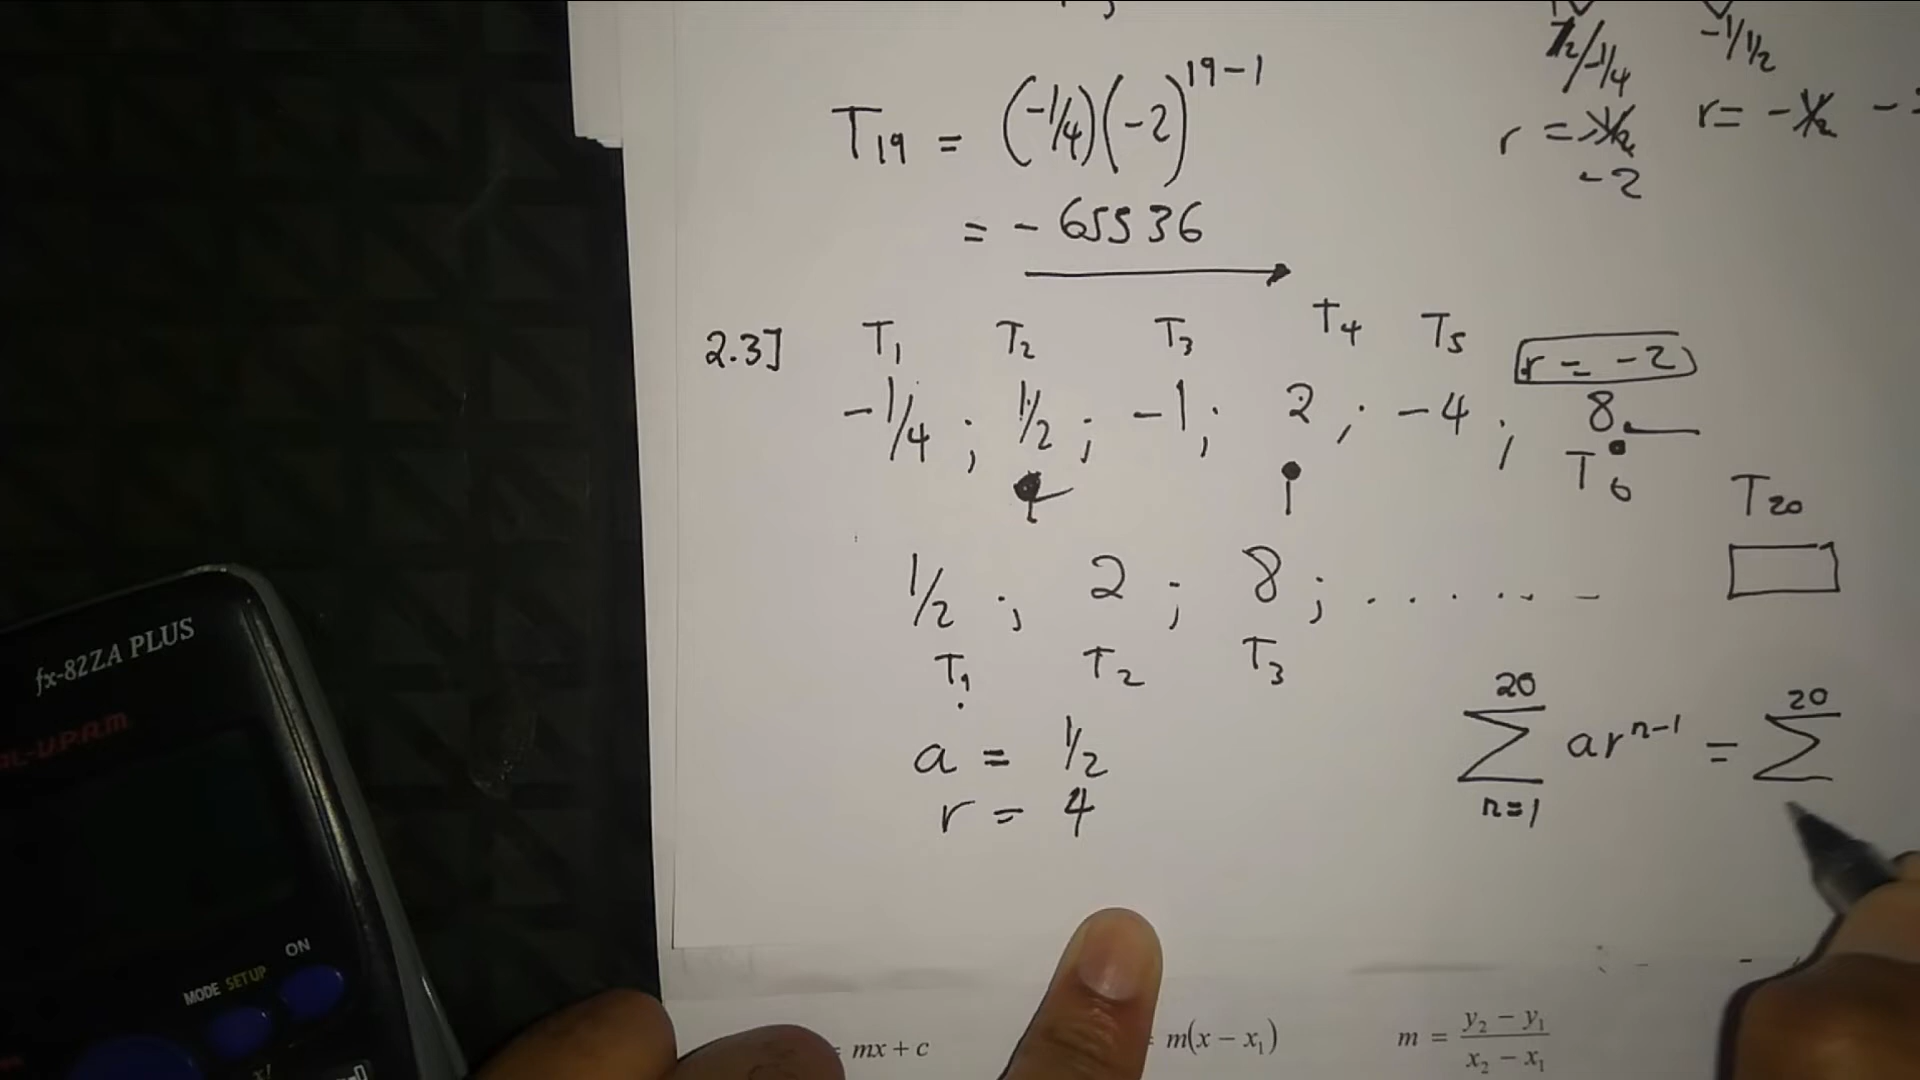 T19 = (-1/4)(-2)^19-1
= - 65536
-1/1/2
r = -1/2 r = -1/2
-2
2.3] T1 T2 T3 T4 T5 r = -2
-1/4 ; 1/2 ; -1 ; 2 ; -4 ; 8
T6
T20
1/2 ; 2 ; 8 ; . . . . . .
T1 T2 T3
a = 1/2
r = 4
20 ∑ n=1 ar^n-1 = 20 ∑
fx-82ZA PLUS
AL-V.P.A.M
ON
MODE SETUP
x!
= mx + c = m(x − x1) m = y2 − y1 / x2 − x1